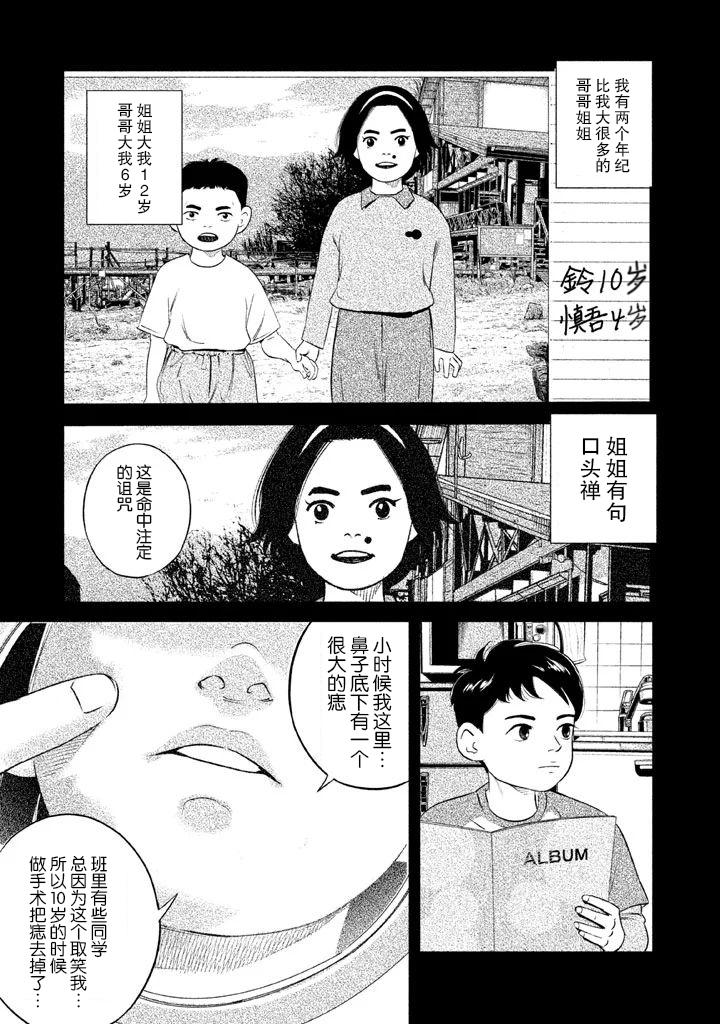 我有两个年纪
比我大很多的
哥哥姐姐
鈴10岁
慎吾4岁
姐姐大我12岁
哥哥大我6岁
姐姐有句
口头禅
这是命中注定
的诅咒
ALBUM
小时候我这里…
鼻子底下有一个
很大的痣
班里有些同学
总因为这个取笑我…
所以10岁的时候
做手术把痣去掉了…